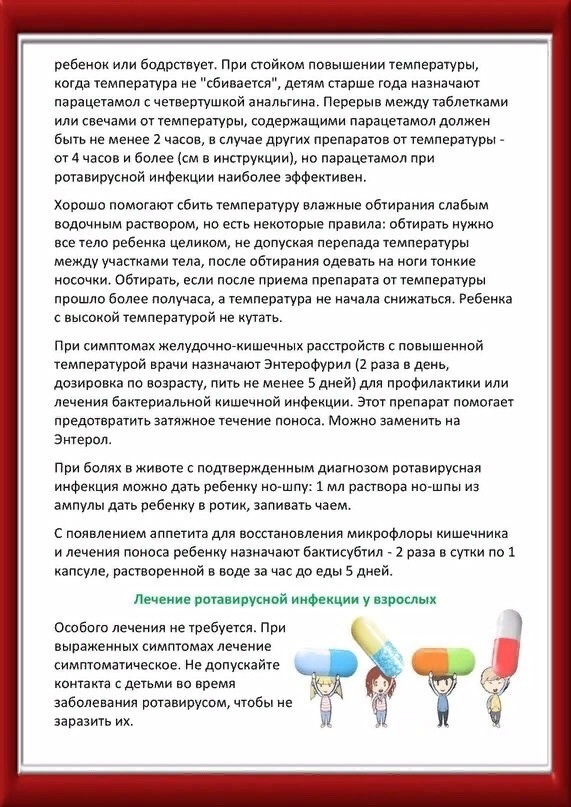 ребенок или бодрствует. При стойком повышении температуры,
когда температура не "сбивается", детям старше года назначают
парацетамол с четвертушкой анальгина. Перерыв между таблетками
или свечами от температуры, содержащими парацетамол должен
быть не менее 2 часов, в случае других препаратов от температуры -
от 4 часов и более (см в инструкции), но парацетамол при
ротавирусной инфекции наиболее эффективен.
Хорошо помогают сбить температуру влажные обтирания слабым
водочным раствором, но есть некоторые правила: обтирать нужно
все тело ребенка целиком, не допуская перепада температуры
между участками тела, после обтирания одевать на ноги тонкие
носочки. Обтирать, если после приема препарата от температуры
прошло более получаса, а температура не начала снижаться. Ребенка
с высокой температурой не кутать.
При симптомах желудочно-кишечных расстройств с повышенной
температурой врачи назначают Энтерофурил (2 раза в день,
дозировка по возрасту, пить не менее 5 дней) для профилактики или
лечения бактериальной кишечной инфекции. Этот препарат помогает
предотвратить затяжное течение поноса. Можно заменить на
Энтерол.
При болях в животе с подтвержденным диагнозом ротавирусная
инфекция можно дать ребенку но-шпу: 1 мл раствора но-шпы из
ампулы дать ребенку в ротик, запивать чаем.
С появлением аппетита для восстановления микрофлоры кишечника
и лечения поноса ребенку назначают бактисубтил - 2 раза в сутки по 1
капсуле, растворенной в воде за час до еды 5 дней.
Лечение ротавирусной инфекции у взрослых
Особого лечения не требуется. При
выраженных симптомах лечение
симптоматическое. Не допускайте
контакта с детьми во время
заболевания ротавирусом, чтобы не
заразить их.